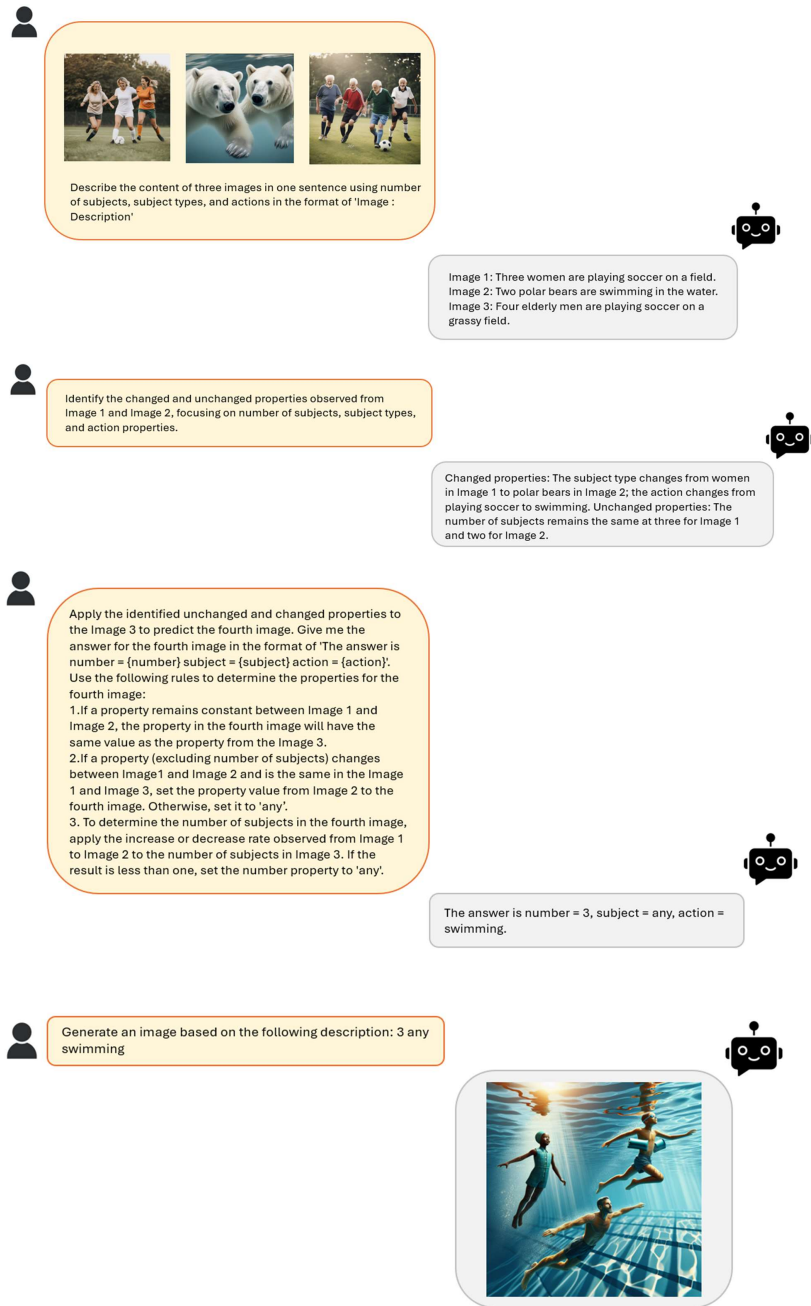 Describe the content of three images in one sentence using number
of subjects, subject types, and actions in the format of 'Image :
Description'
Image 1: Three women are playing soccer on a field.
Image 2: Two polar bears are swimming in the water.
Image 3: Four elderly men are playing soccer on a
grassy field.
Identify the changed and unchanged properties observed from
Image 1 and Image 2, focusing on number of subjects, subject types,
and action properties.
Changed properties: The subject type changes from women
in Image 1 to polar bears in Image 2; the action changes from
playing soccer to swimming. Unchanged properties: The
number of subjects remains the same at three for Image 1
and two for Image 2.
Apply the identified unchanged and changed properties to
the Image 3 to predict the fourth image. Give me the
answer for the fourth image in the format of 'The answer is
number = {number} subject = {subject} action = {action}'.
Use the following rules to determine the properties for the
fourth image:
1.If a property remains constant between Image 1 and
Image 2, the property in the fourth image will have the
same value as the property from the Image 3.
2.If a property (excluding number of subjects) changes
between Image1 and Image 2 and is the same in the Image
1 and Image 3, set the property value from Image 2 to the
fourth image. Otherwise, set it to 'any’.
3. To determine the number of subjects in the fourth image,
apply the increase or decrease rate observed from Image 1
to Image 2 to the number of subjects in Image 3. If the
result is less than one, set the number property to 'any'.
The answer is number = 3, subject = any, action =
swimming.
Generate an image based on the following description: 3 any
swimming